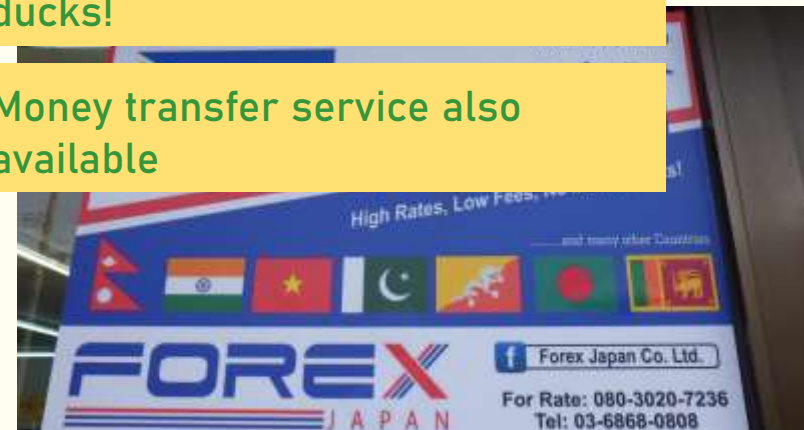 ducks!
Money transfer service also
available
High Rates, Low Fees,
and many other Countries
FOREX
JAPAN
f Forex Japan Co. Ltd.
For Rate: 080-3020-7236
Tel: 03-6868-0808